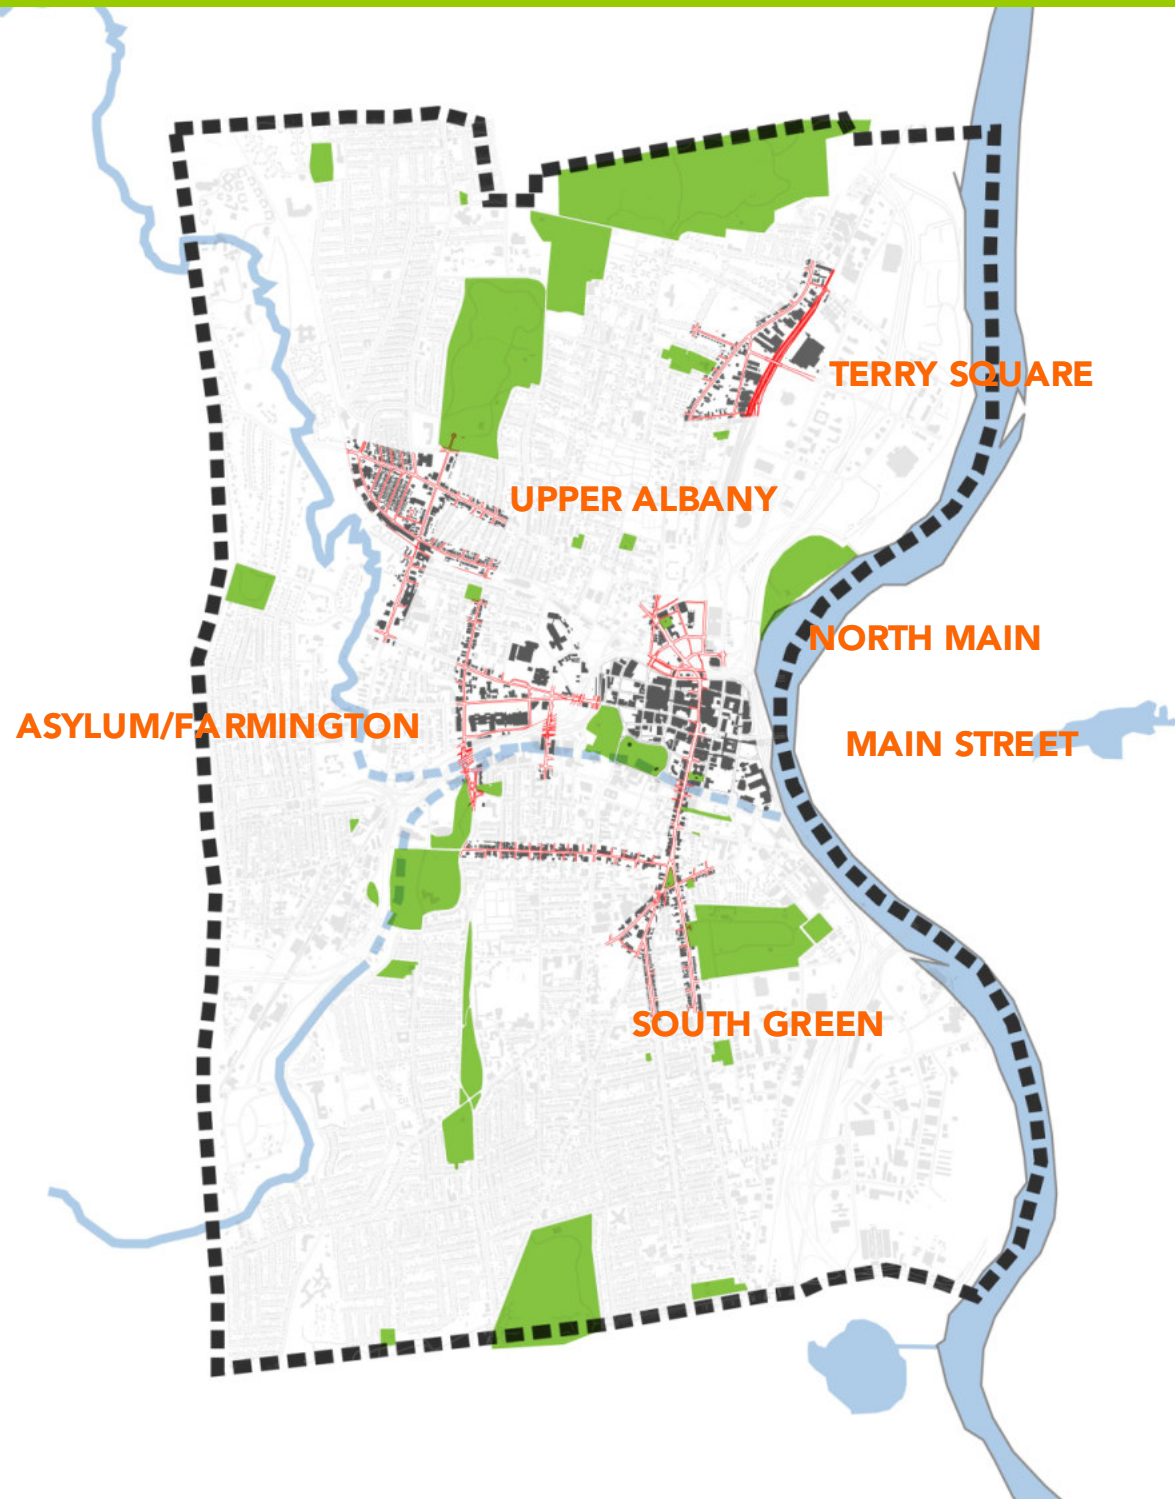 TERRY SQUARE
UPPER ALBANY
NORTH MAIN
ASYLUM/FARMINGTON
MAIN STREET
SOUTH GREEN